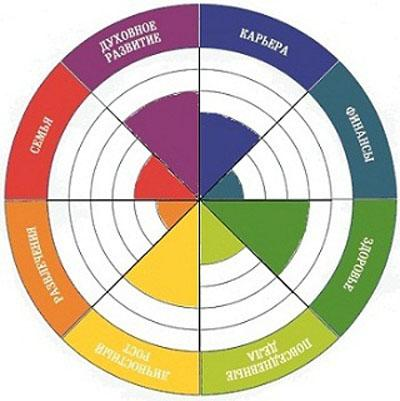 ДУХОВНОЕ
РАЗВИТИЕ
КАРЬЕРА
ФИНАНСЫ
ЗДОРОВЬЕ
ПОВСЕДНЕВНЫЕ
ДЕЛА
ЛИЧНОСТНЫЙ
РОСТ
РАЗВЛЕЧЕНИЯ
СЕМЬЯ